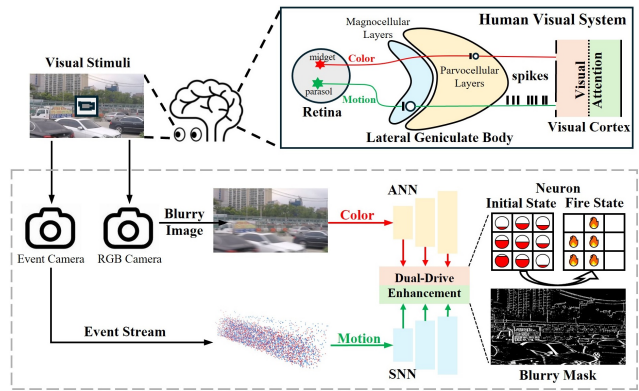 Human Visual System
Magnocellular
Layers
Visual Stimuli
midget
Color
parasol
Motion
Retina
Parvocellular
Layers
spikes
Visual
Attention
Lateral Geniculate Body
Visual Cortex
Event Camera
RGB Camera
Blurry
Image
Color
ANN
Neuron
Initial State
Fire State
Dual-Drive
Enhancement
Event Stream
Motion
SNN
Blurry Mask